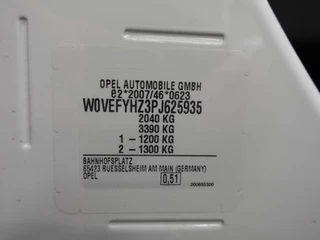 OPEL AUTOMOBILE GMBH
e2*2007/46*0623
W0VEFYHZ3PJ625935
2040 KG
3390 KG
1 - 1200 KG
2 - 1300 KG
BAHNHOFSPLATZ
65423 RUESSELSHEIM AM MAIN (GERMANY)
OPEL 0,51